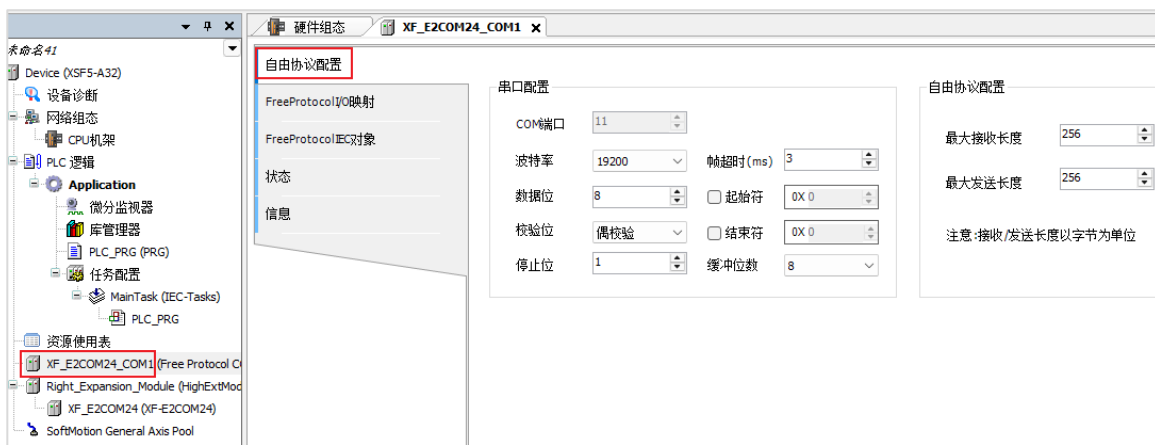 硬件组态
XF_E2COM24_COM1
未命名41
Device (XSF5-A32)
设备诊断
网络组态
CPU机架
PLC 逻辑
Application
微分监视器
库管理器
PLC_PRG (PRG)
任务配置
MainTask (IEC-Tasks)
PLC_PRG
资源使用表
XF_E2COM24_COM1 (Free Protocol C
Right_Expansion_Module (HighExtMod
XF_E2COM24 (XF-E2COM24)
SoftMotion General Axis Pool
自由协议配置
FreeProtocolI/O映射
FreeProtocolIEC对象
状态
信息
串口配置
COM端口 11
波特率 19200 帧超时(ms) 3
数据位 8 起始符 0X 0
校验位 偶校验 结束符 0X 0
停止位 1 缓冲位数 8
自由协议配置
最大接收长度 256
最大发送长度 256
注意:接收/发送长度以字节为单位